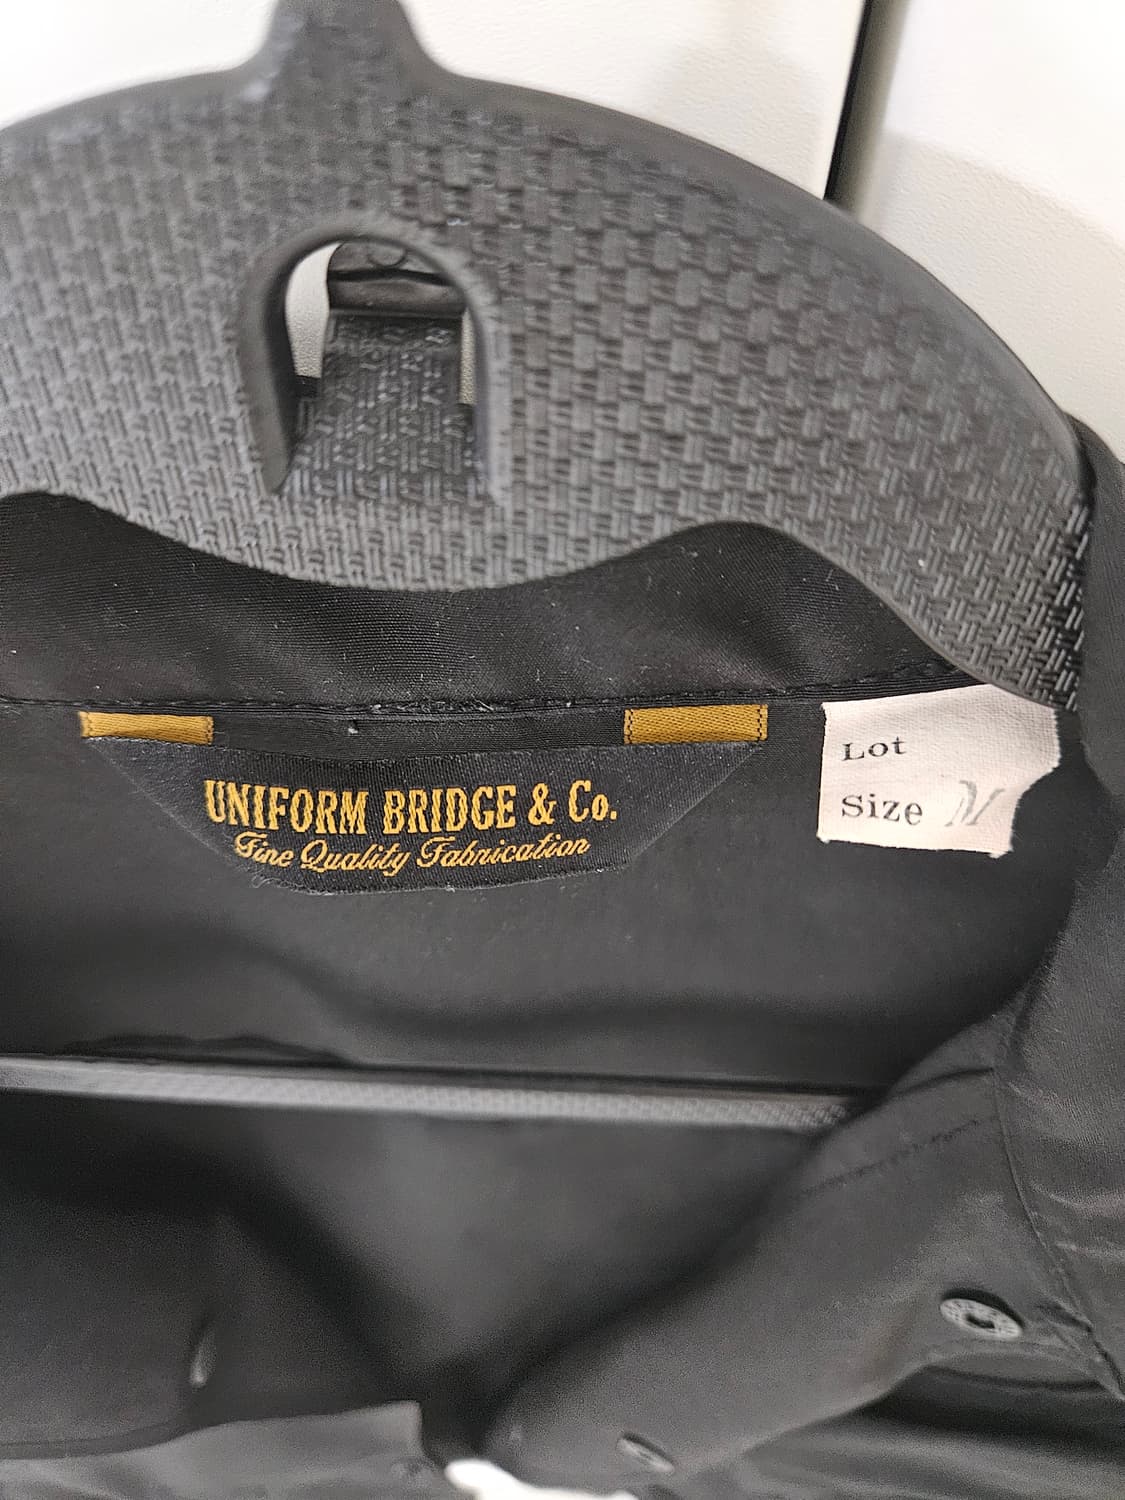 UNIFORM BRIDGE & Co.
Fine Quality Fabrication
Lot
Size M